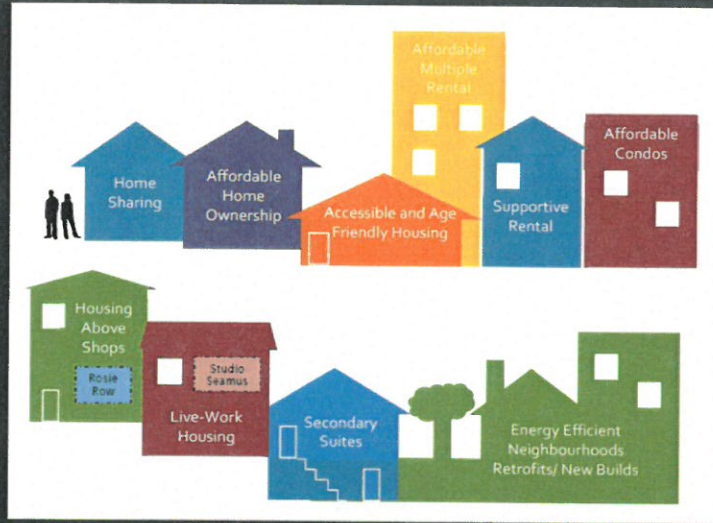 Affordable
Multiple
Rental
Home
Sharing
Affordable
Home
Ownership
Accessible and Age
Friendly Housing
Supportive
Rental
Affordable
Condos
Housing
Above
Shops
Rosie
Row
Studio
Seamus
Live-Work
Housing
Secondary
Suites
Energy Efficient
Neighbourhoods
Retrofits/ New Builds